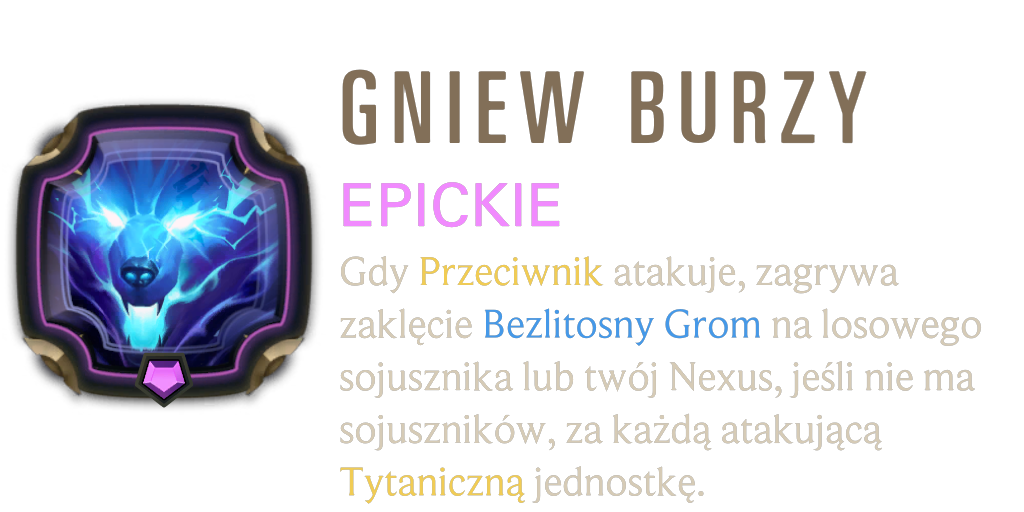 GNIEW BURZY
EPICKIE
Gdy Przeciwnik atakuje, zagrywa
zaklęcie Bezlitosny Grom na losowego
sojusznika lub twój Nexus, jeśli nie ma
sojuszników, za każdą atakującą
Tytaniczną jednostkę.